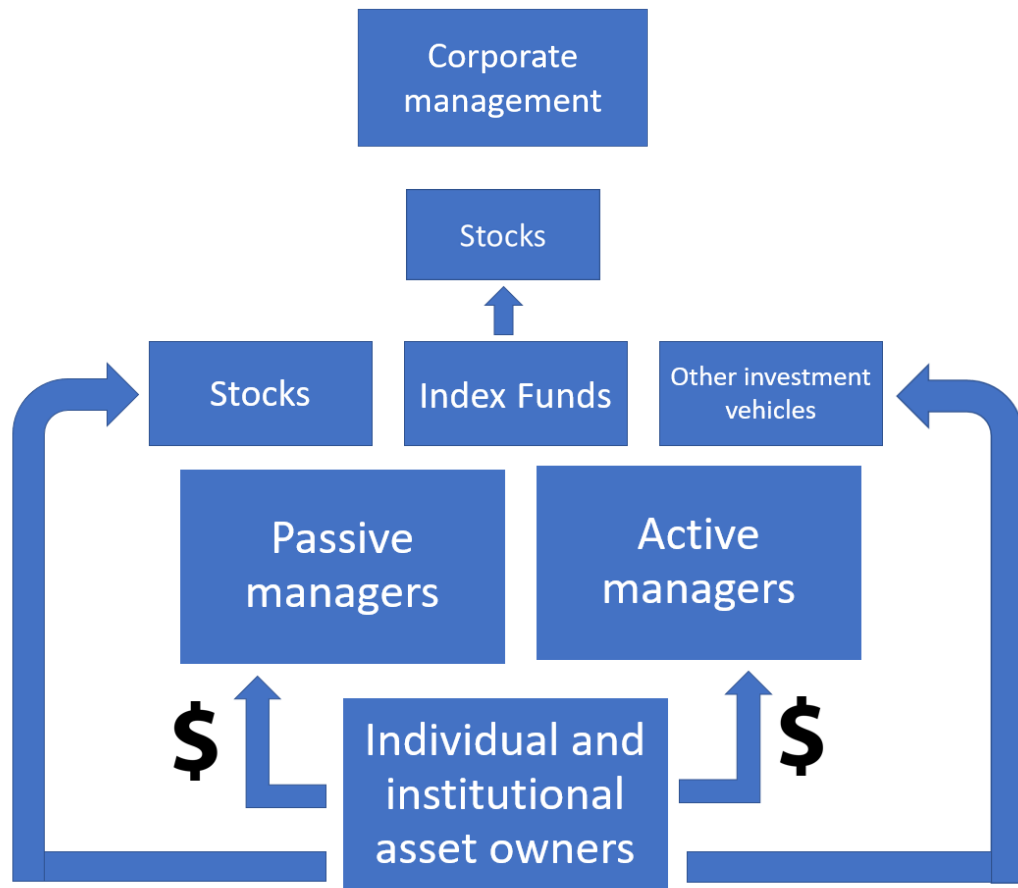 Corporate
management
Stocks
Stocks
Index Funds
Other investment
vehicles
Passive
managers
Active
managers
$
$
Individual and
institutional
asset owners